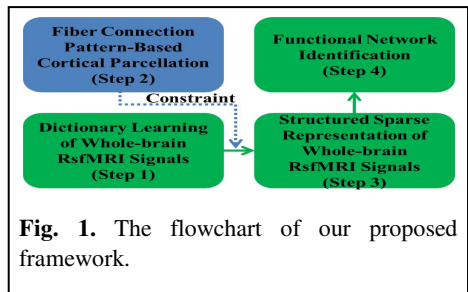 Fiber Connection
Pattern-Based
Cortical Parcellation
(Step 2)
Functional Network
Identification
(Step 4)
Constraint
Dictionary Learning
of Whole-brain
RsfMRI Signals
(Step 1)
Structured Sparse
Representation of
Whole-brain
RsfMRI Signals
(Step 3)
Fig. 1. The flowchart of our proposed
framework.